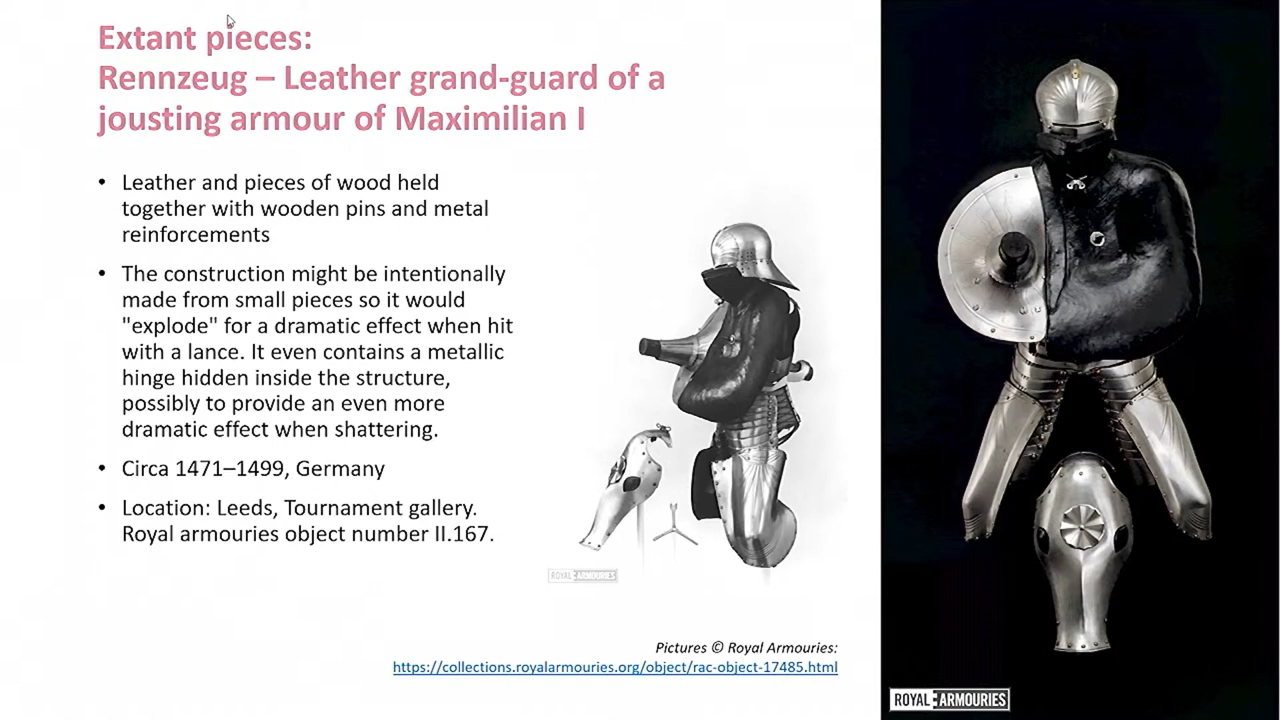 Extant pieces:
Rennzeug – Leather grand-guard of a
jousting armour of Maximilian I
• Leather and pieces of wood held
together with wooden pins and metal
reinforcements
• The construction might be intentionally
made from small pieces so it would
"explode" for a dramatic effect when hit
with a lance. It even contains a metallic
hinge hidden inside the structure,
possibly to provide an even more
dramatic effect when shattering.
• Circa 1471–1499, Germany
• Location: Leeds, Tournament gallery.
Royal armouries object number II.167.
ROYAL ARMOURIES
Pictures © Royal Armouries:
https://collections.royalarmouries.org/object/rac-object-17485.html
ROYAL ARMOURIES